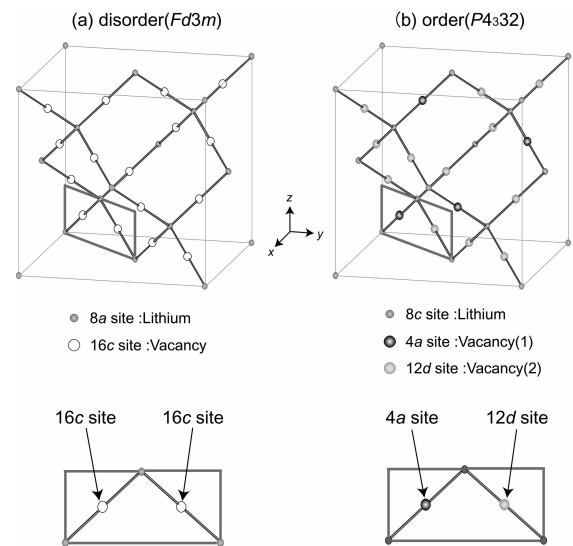 (a) disorder(Fd3m)
(b) order(P4₃32)
z
y
x
8a site :Lithium
16c site :Vacancy
8c site :Lithium
4a site :Vacancy(1)
12d site :Vacancy(2)
16c site
16c site
4a site
12d site